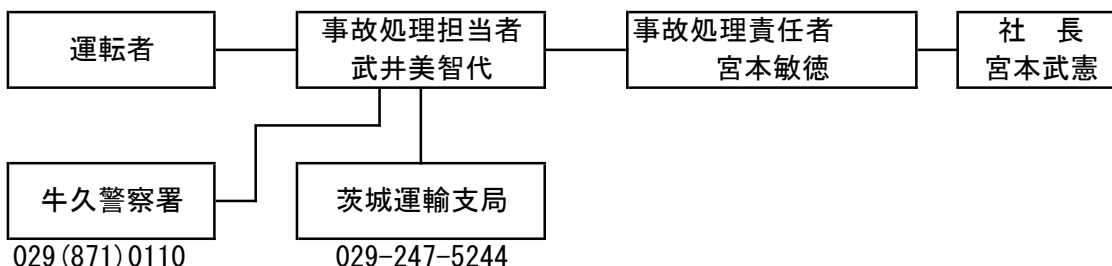 運転者
事故処理担当者
武井美智代
事故処理責任者
宮本敏徳
社　長
宮本武憲
牛久警察署
茨城運輸支局
029(871)0110
029-247-5244